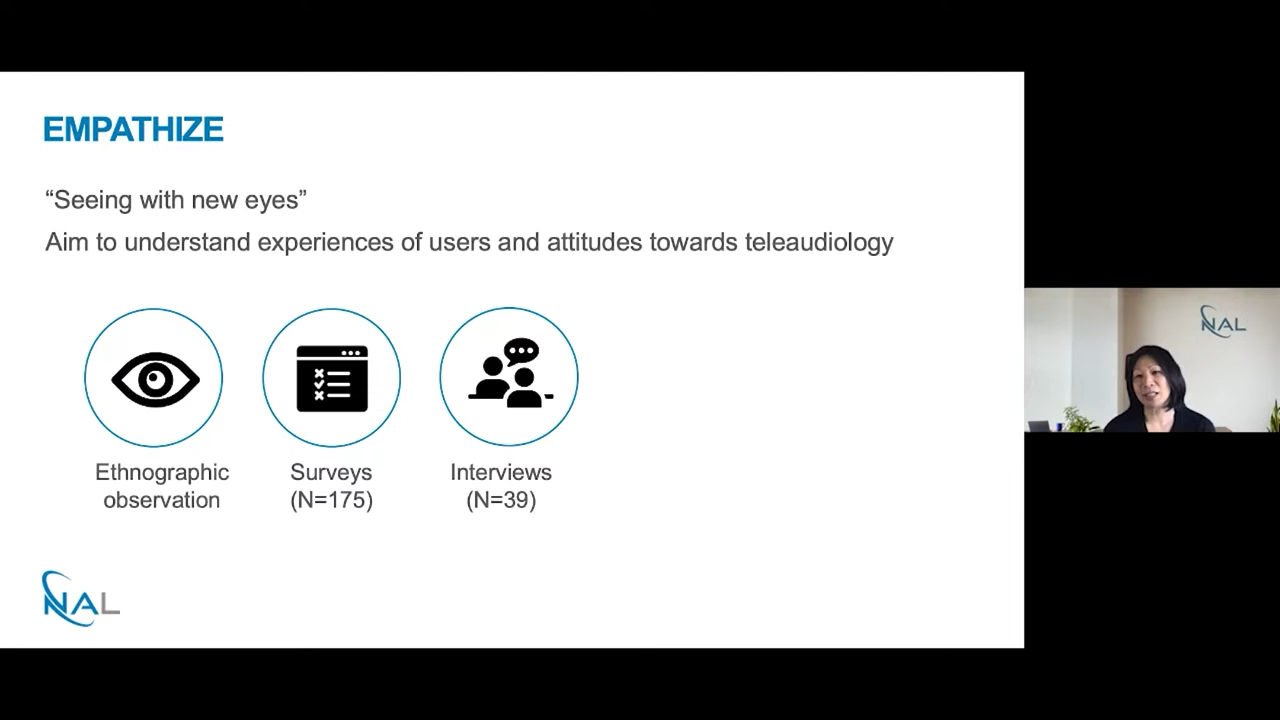 EMPATHIZE
“Seeing with new eyes”
Aim to understand experiences of users and attitudes towards teleaudiology
Ethnographic
observation
Surveys
(N=175)
Interviews
(N=39)
NAL
NAL